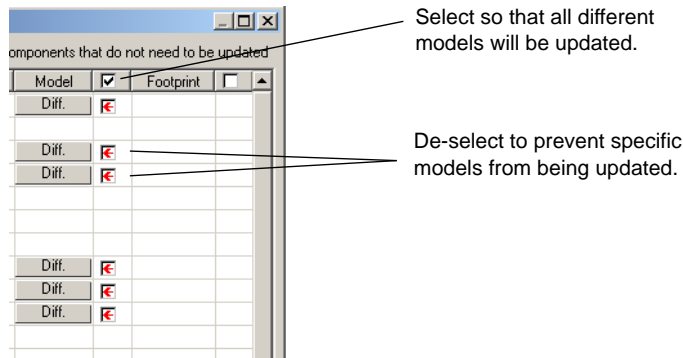 Select so that all different
models will be updated.
omponents that do not need to be updated
Model Footprint
Diff.
De-select to prevent specific
Diff.
models from being updated.
Diff.
Diff.
Diff.
Diff.